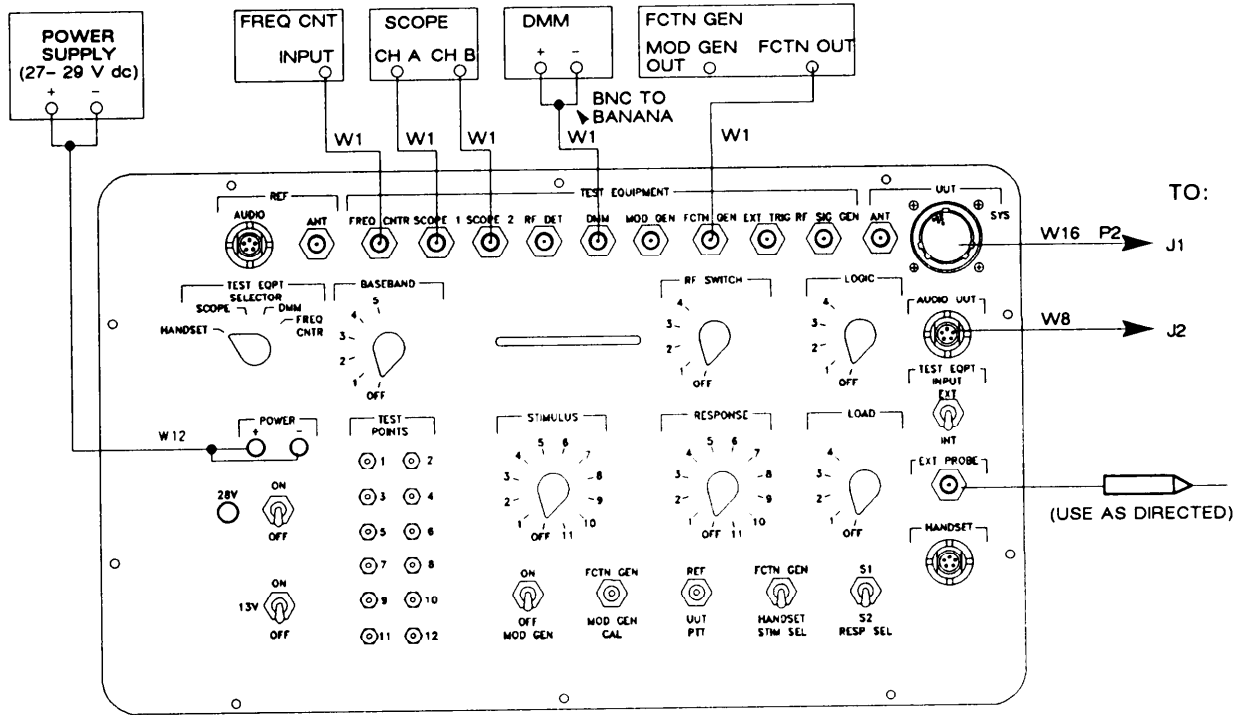 POWER
SUPPLY
(27- 29 V dc)
+ -
FREQ CNT
INPUT
SCOPE
CH A CH B
DMM
+ -
FCTN GEN
MOD GEN
OUT
FCTN OUT
BNC TO
BANANA
W1 W1 W1 W1 W1
REF
TEST EQUIPMENT
UUT
TO:
AUDIO ANT FREQ CNTR SCOPE 1 SCOPE 2 RF DET DMM MOD GEN FCTN GEN EXT TRIG RF SIG GEN ANT SYS
W16 P2 J1
TEST EQPT
SELECTOR
HANDSET SCOPE DMM FREQ
CNTR
BASEBAND
OFF 1 2 3 4 5
RF SWITCH
OFF 1 2 3 4
LOGIC
OFF 1 2 3 4
AUDIO UUT
W8 J2
TEST EQPT
INPUT
EXT
INT
W12
POWER
+ -
TEST
POINTS
1 2
3 4
5 6
7 8
9 10
11 12
STIMULUS
OFF 1 2 3 4 5 6 7 8 9 10 11
RESPONSE
OFF 1 2 3 4 5 6 7 8 9 10 11
LOAD
OFF 1 2 3 4
EXT PROBE
(USE AS DIRECTED)
28V
ON
OFF
HANDSET
13V
ON
OFF
ON
OFF
MOD GEN
FCTN GEN
MOD GEN
CAL
REF
UUT
PTT
FCTN GEN
HANDSET
STIM SEL
S1
S2
RESP SEL